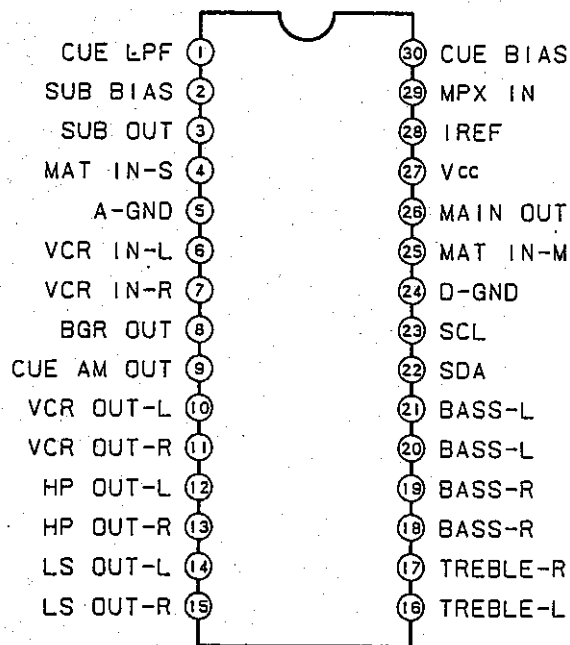 CUE LPF 1 30 CUE BIAS
SUB BIAS 2 29 MPX IN
SUB OUT 3 28 IREF
MAT IN-S 4 27 Vcc
A-GND 5 26 MAIN OUT
VCR IN-L 6 25 MAT IN-M
VCR IN-R 7 24 D-GND
BGR OUT 8 23 SCL
CUE AM OUT 9 22 SDA
VCR OUT-L 10 21 BASS-L
VCR OUT-R 11 20 BASS-L
HP OUT-L 12 19 BASS-R
HP OUT-R 13 18 BASS-R
LS OUT-L 14 17 TREBLE-R
LS OUT-R 15 16 TREBLE-L